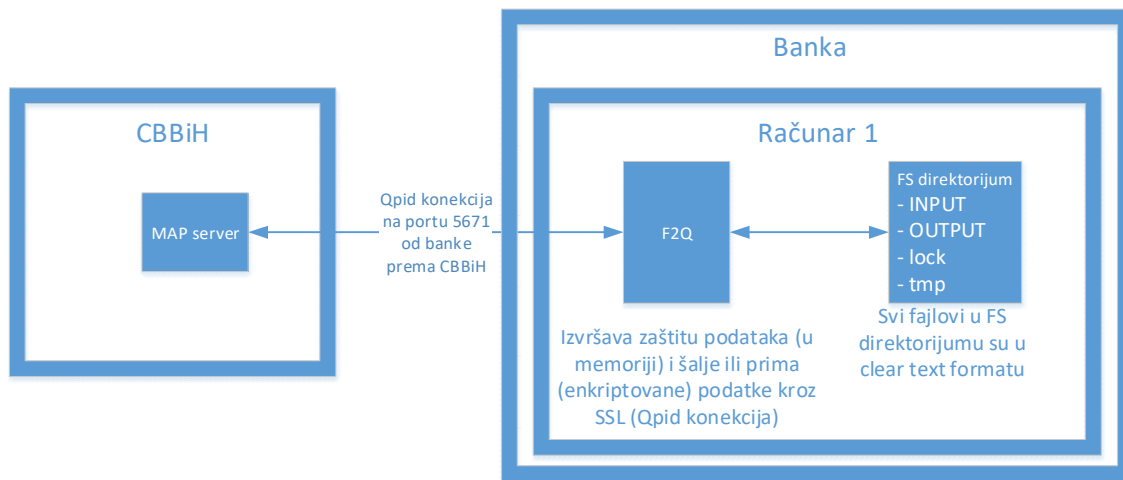 Banka
CBBiH
Računar 1
MAP server
Qpid konekcija
na portu 5671
od banke
prema CBBiH
F2Q
FS direktorijum
- INPUT
- OUTPUT
- lock
- tmp
Izvršava zaštitu podataka (u
memoriji) i šalje ili prima
(enkriptovane) podatke kroz
SSL (Qpid konekcija)
Svi fajlovi u FS
direktorijumu su u
clear text formatu